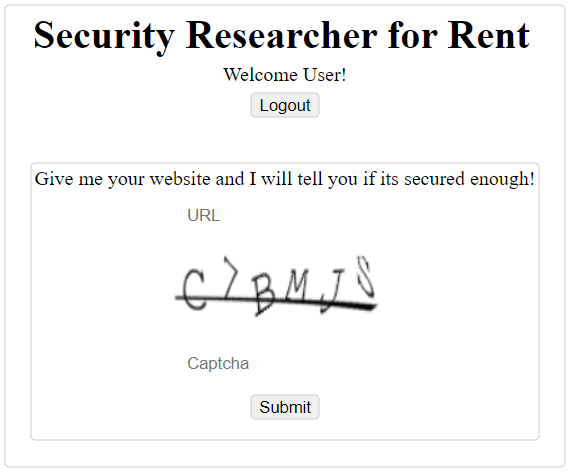 Security Researcher for Rent
Welcome User!
Logout
Give me your website and I will tell you if its secured enough!
URL
Captcha
Submit